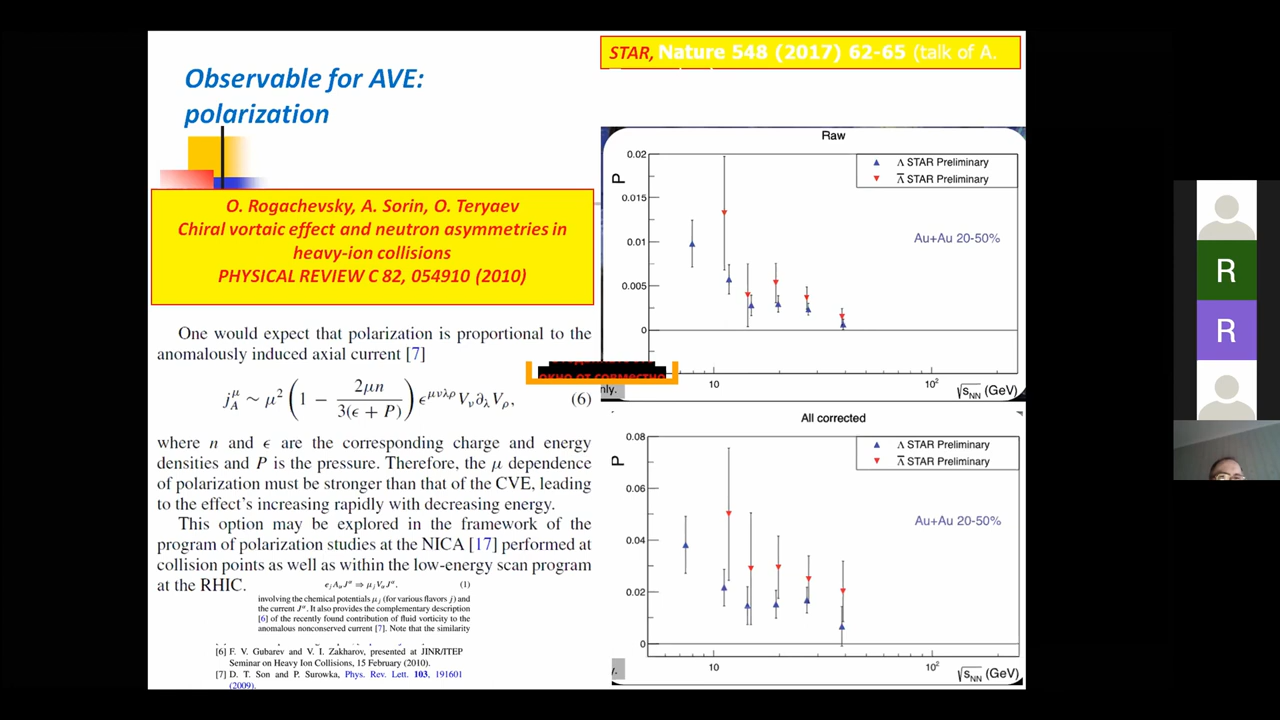 Observable for AVE:
polarization
STAR, Nature 548 (2017) 62-65 (talk of A.
O. Rogachevsky, A. Sorin, O. Teryaev
Chiral vortaic effect and neutron asymmetries in
heavy-ion collisions
PHYSICAL REVIEW C 82, 054910 (2010)
One would expect that polarization is proportional to the
anomalously induced axial current [7]
j_A^μ ∼ μ² (1 − 2μn / 3(ϵ + P)) ϵ^{μνλρ} V_ν ∂_λ V_ρ, (6)
where n and ϵ are the corresponding charge and energy
densities and P is the pressure. Therefore, the μ dependence
of polarization must be stronger than that of the CVE, leading
to the effect's increasing rapidly with decreasing energy.
This option may be explored in the framework of the
program of polarization studies at the NICA [17] performed at
collision points as well as within the low-energy scan program
at the RHIC.
e_j A_α J^α ⇒ μ_j V_α J^α, (1)
involving the chemical potentials μ_j (for various flavors j) and
the current J^α. It also provides the complementary description
[6] of the recently found contribution of fluid vorticity to the
anomalous nonconserved current [7]. Note that the similarity
[6] F. V. Gubarev and V. I. Zakharov, presented at JINR/ITEP
Seminar on Heavy Ion Collisions, 15 February (2010).
[7] D. T. Son and P. Surowka, Phys. Rev. Lett. 103, 191601
(2009).
Raw
P
0.02
0.015
0.01
0.005
0
Λ STAR Preliminary
Λ̅ STAR Preliminary
Au+Au 20-50%
10
10²
√s_NN (GeV)
окно от совместно
nly.
All corrected
P
0.08
0.06
0.04
0.02
0
Λ STAR Preliminary
Λ̅ STAR Preliminary
Au+Au 20-50%
10
10²
√s_NN (GeV)
y.
R
R